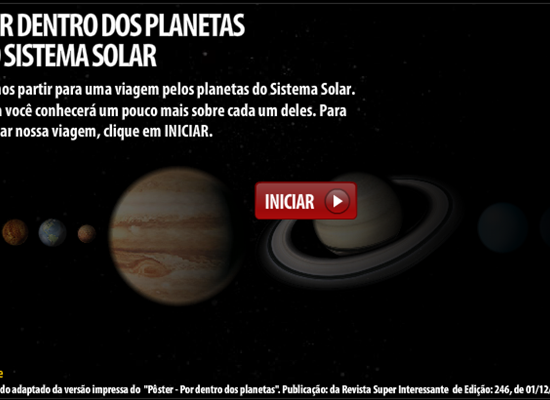 R DENTRO DOS PLANETAS
O SISTEMA SOLAR
os partir para uma viagem pelos planetas do Sistema Solar.
a você conhecerá um pouco mais sobre cada um deles. Para
ar nossa viagem, clique em INICIAR.
INICIAR
e
do adaptado da versão impressa do "Pôster - Por dentro dos planetas". Publicação: da Revista Super Interessante de Edição: 246, de 01/12/